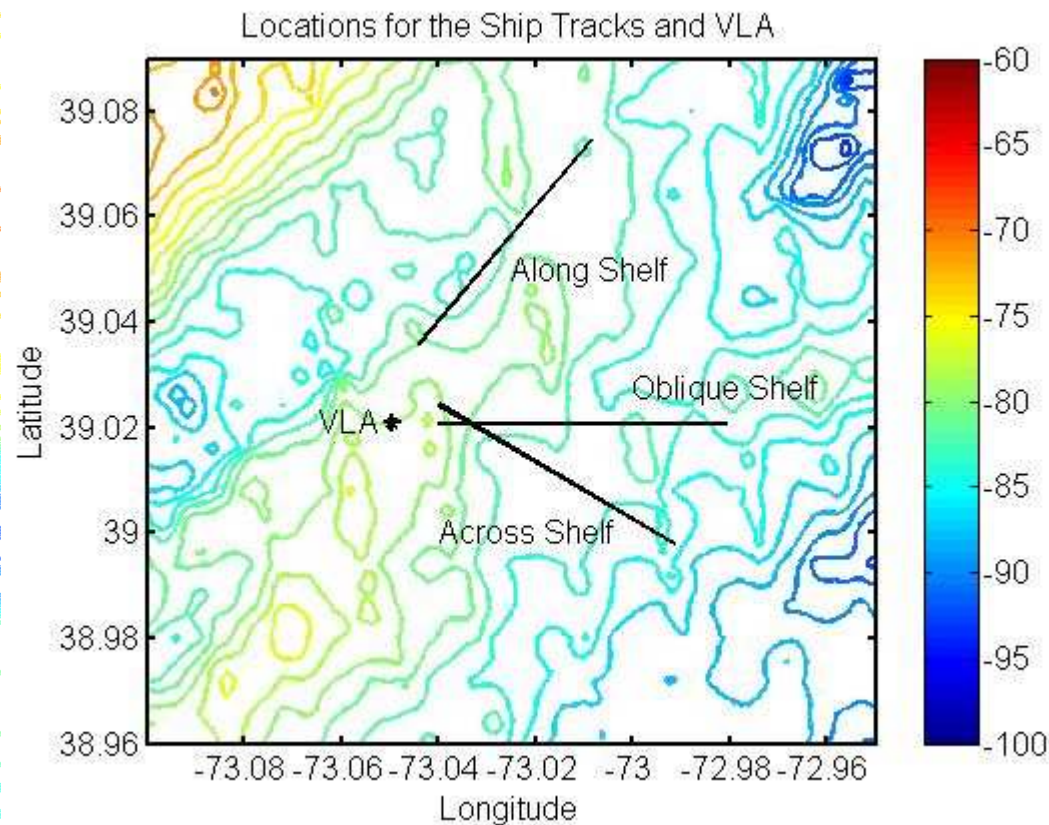 Locations for the Ship Tracks and VLA
39.08
39.06
39.04
39.02
39
38.98
38.96
Latitude
Along Shelf
Oblique Shelf
VLA
Across Shelf
-73.08 -73.06 -73.04 -73.02 -73 -72.98 -72.96
Longitude
-60
-65
-70
-75
-80
-85
-90
-95
-100